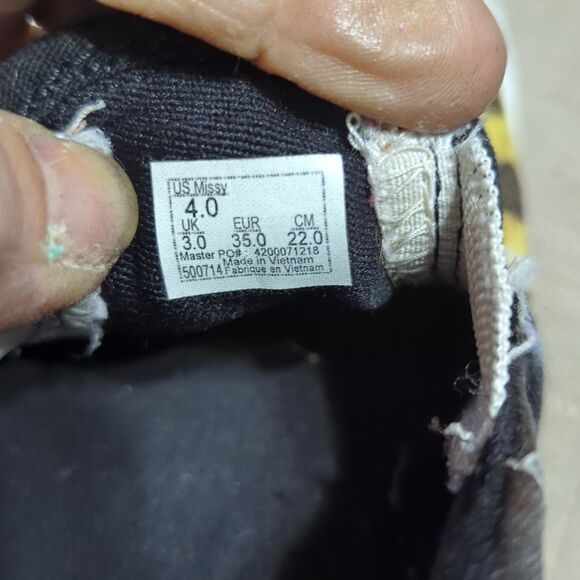 US Missy
4.0
UK EUR CM
3.0 35.0 22.0
Master PO# : 4200071218
Made in Vietnam
500714 Fabrique en Vietnam